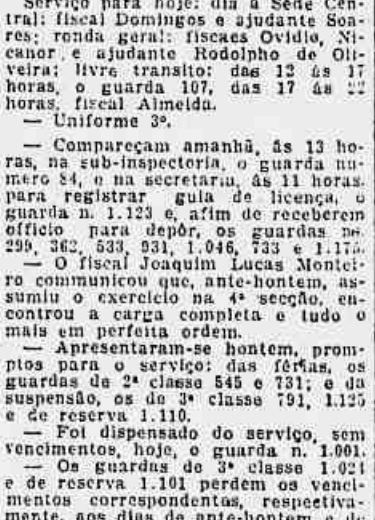 Serviço para hoje: dia á Séde Cen-
tral: fiscal Domingos e ajudante Soa-
res; ronda geral: fiscaes Ovidio, Ni-
canor e ajudante Rodolpho de Oli-
veira; livre transito: das 12 ás 17
horas, o guarda 107, das 17 ás 22
horas, fiscal Almeida.
— Uniforme 3º.
— Compareçam amanhã, ás 13 ho-
ras, na sub-inspectoria, o guarda nu-
mero 84, e na secretaria, ás 11 horas,
para registrar guia de licença, o
guarda n. 1.123 e, afim de receberem
officio para depôr, os guardas ns.
299, 362, 533, 931, 1.046, 733 e
— O fiscal Joaquim Lucas Montei-
ro communicou que, ante-hontem, as-
sumiu o exercicio na 4ª secção, en-
controu a carga completa e tudo o
mais em perfeita ordem.
— Apresentaram-se hontem, prom-
ptos para o serviço: das férias, os
guardas de 2ª classe 545 e 731; e da
suspensão, os de 3ª classe 791, 1.125
e de reserva 1.110.
— Foi dispensado do serviço, sem
vencimentos, hoje, o guarda n. 1.001.
— Os guardas de 3ª classe 1.021
e de reserva 1.101 perdem os venci-
mentos correspondentes, respectiva-
mente, aos dias de ante-hontem e de